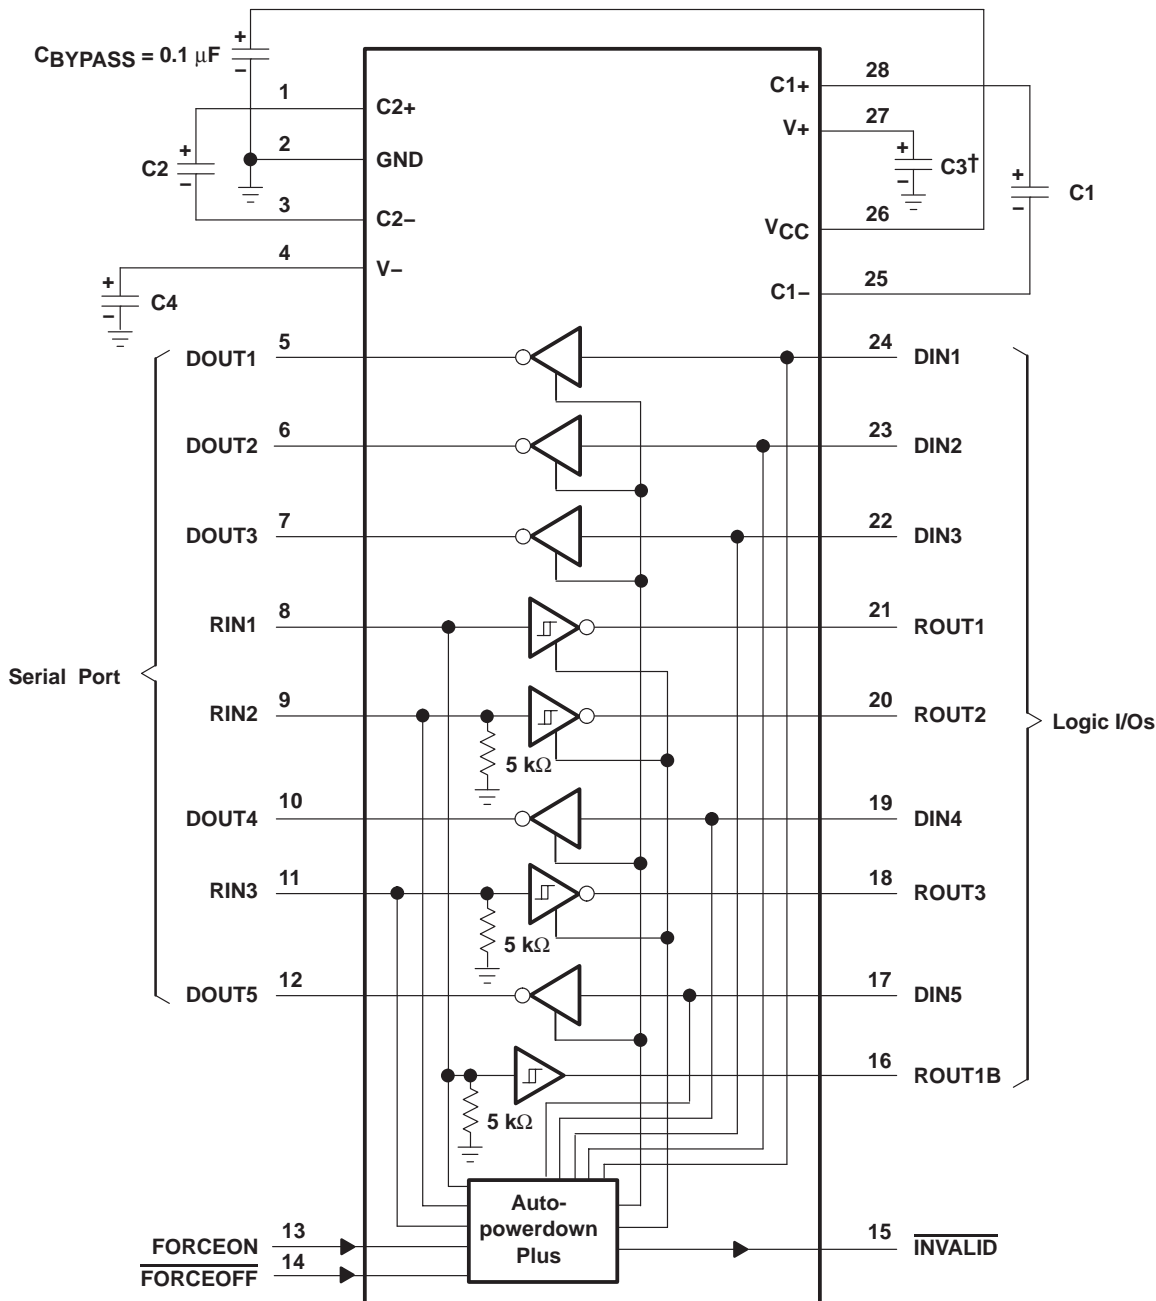 CBYPASS = 0.1 μF
+
−
1
C2+
2
GND
C2
+
−
3
C2−
4
V−
+
−
C4
28
C1+
27
V+
+
−
C3†
+
−
C1
26
VCC
25
C1−
DOUT1
5
24
DIN1
DOUT2
6
23
DIN2
DOUT3
7
22
DIN3
RIN1
8
21
ROUT1
Serial Port
RIN2
9
20
ROUT2
Logic I/Os
5 kΩ
DOUT4
10
19
DIN4
RIN3
11
18
ROUT3
5 kΩ
DOUT5
12
17
DIN5
16
ROUT1B
5 kΩ
Auto-
powerdown
Plus
FORCEON
13
15
INVALID
FORCEOFF
14